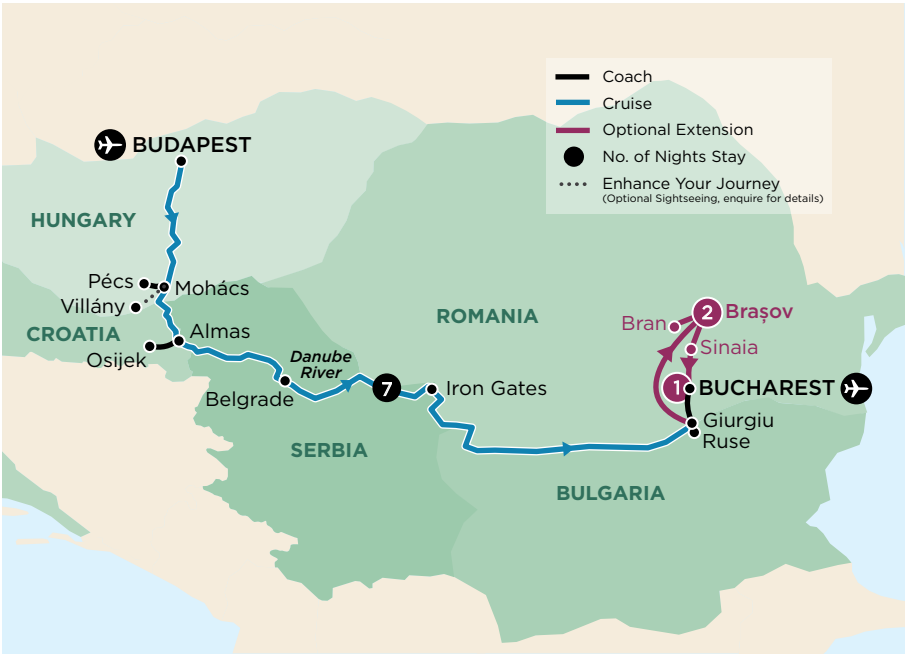 Coach
Cruise
Optional Extension
No. of Nights Stay
Enhance Your Journey
(Optional Sightseeing, enquire for details)
BUDAPEST
HUNGARY
Pécs
Mohács
Villány
CROATIA
Almas
Osijek
Danube
River
Belgrade
7
Iron Gates
ROMANIA
SERBIA
BULGARIA
2
Brașov
Bran
Sinaia
1
BUCHAREST
Giurgiu
Ruse